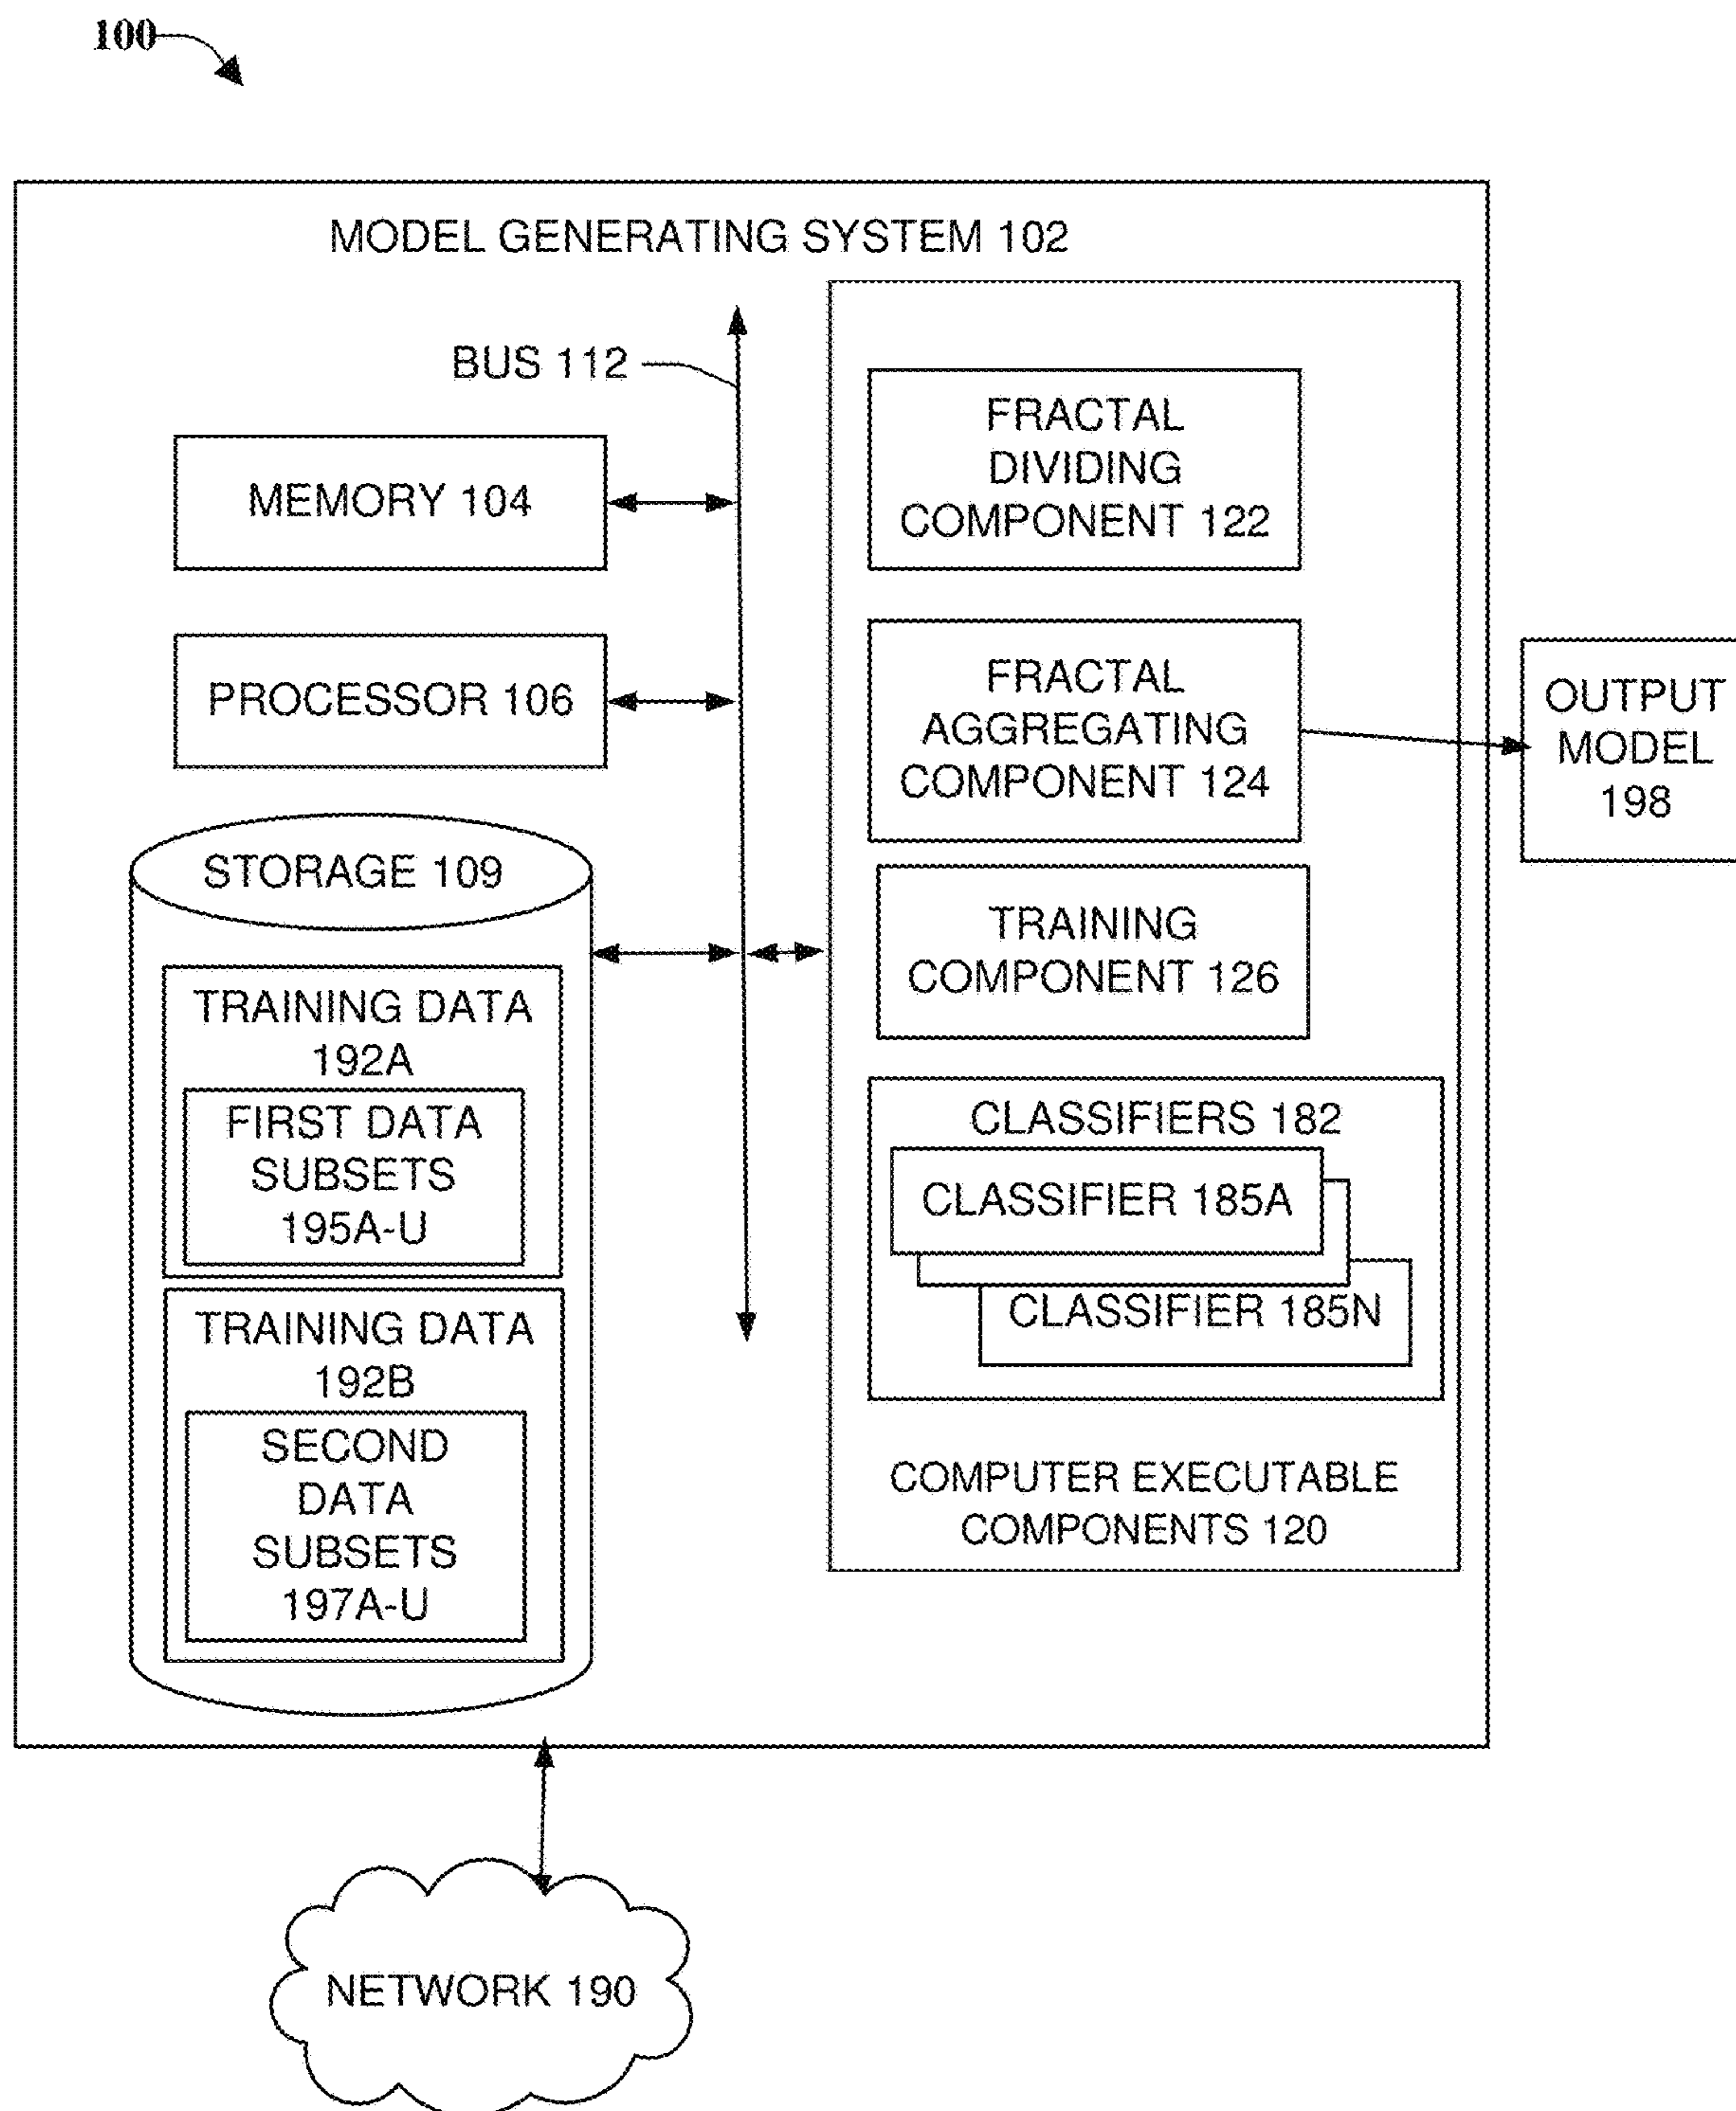 100
MODEL GENERATING SYSTEM 102
BUS 112
MEMORY 104
PROCESSOR 106
STORAGE 109
TRAINING DATA
192A
FIRST DATA
SUBSETS
195A-U
TRAINING DATA
192B
SECOND
DATA
SUBSETS
197A-U
FRACTAL
DIVIDING
COMPONENT 122
FRACTAL
AGGREGATING
COMPONENT 124
TRAINING
COMPONENT 126
CLASSIFIERS 182
CLASSIFIER 185A
CLASSIFIER 185N
COMPUTER EXECUTABLE
COMPONENTS 120
OUTPUT
MODEL
198
NETWORK 190